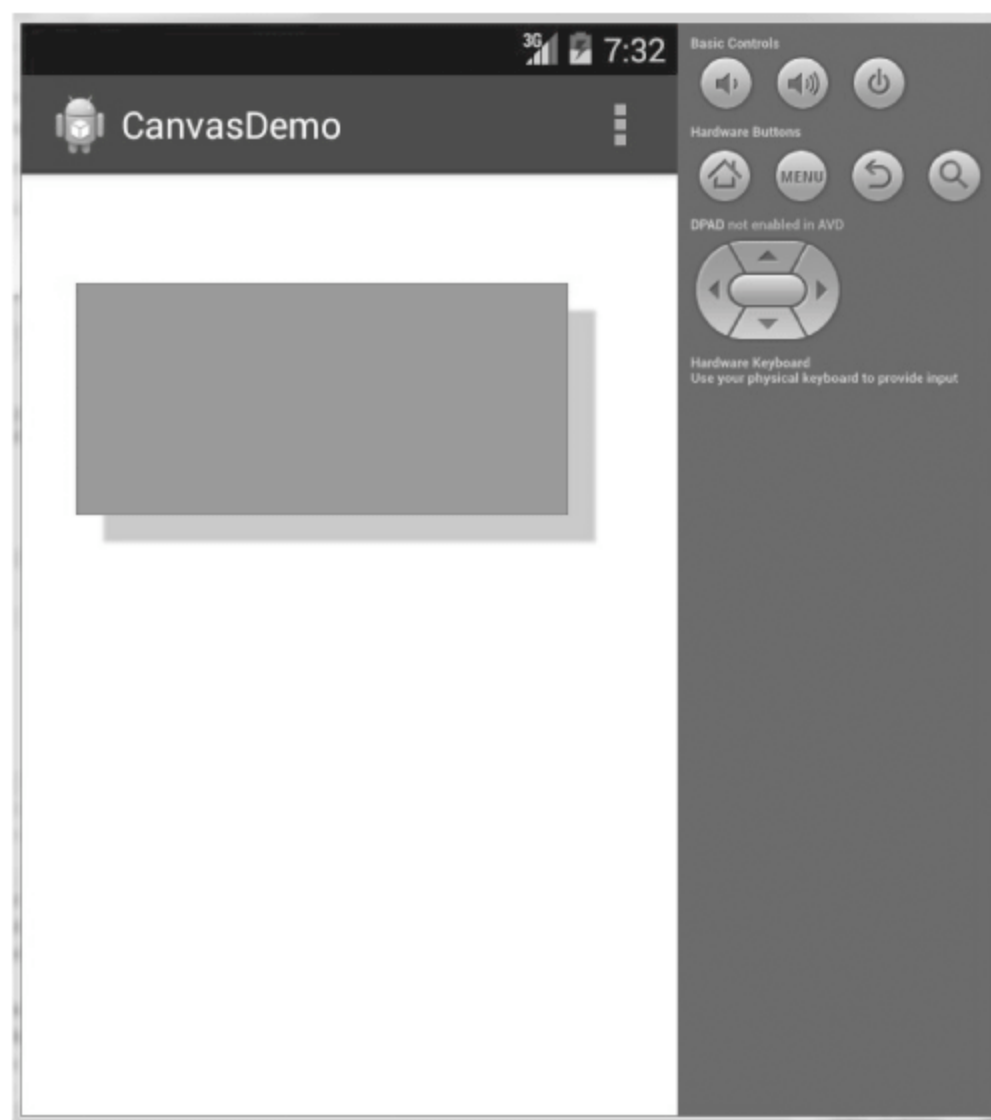 3G 7:32
CanvasDemo
Basic Controls
Hardware Buttons
MENU
DPAD not enabled in AVD
Hardware Keyboard
Use your physical keyboard to provide input